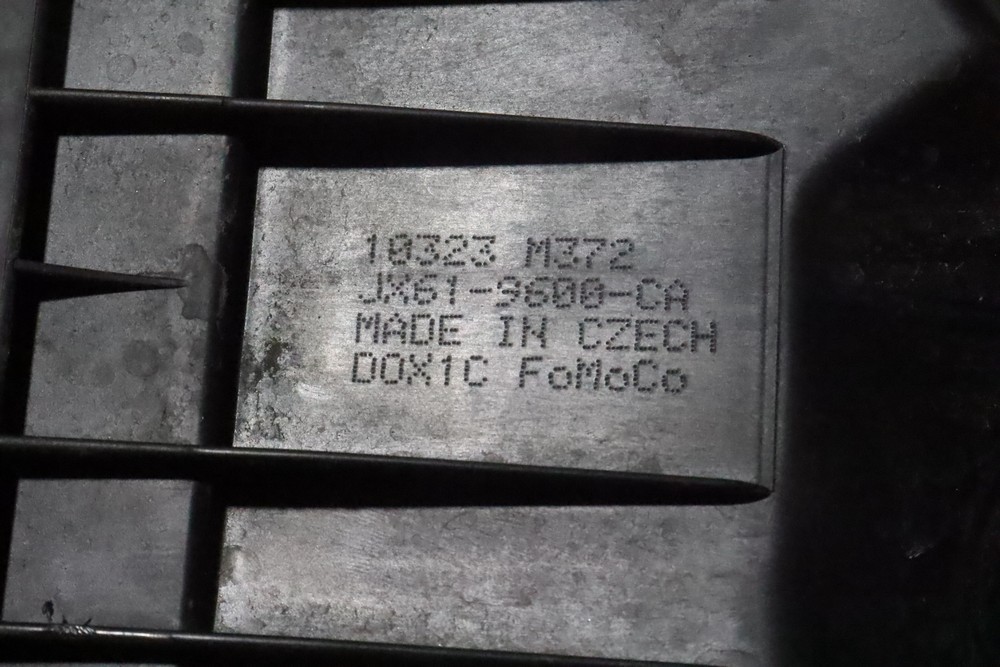 10323 M372
JX61-9600-CA
MADE IN CZECH
DOX1C FoMoCo